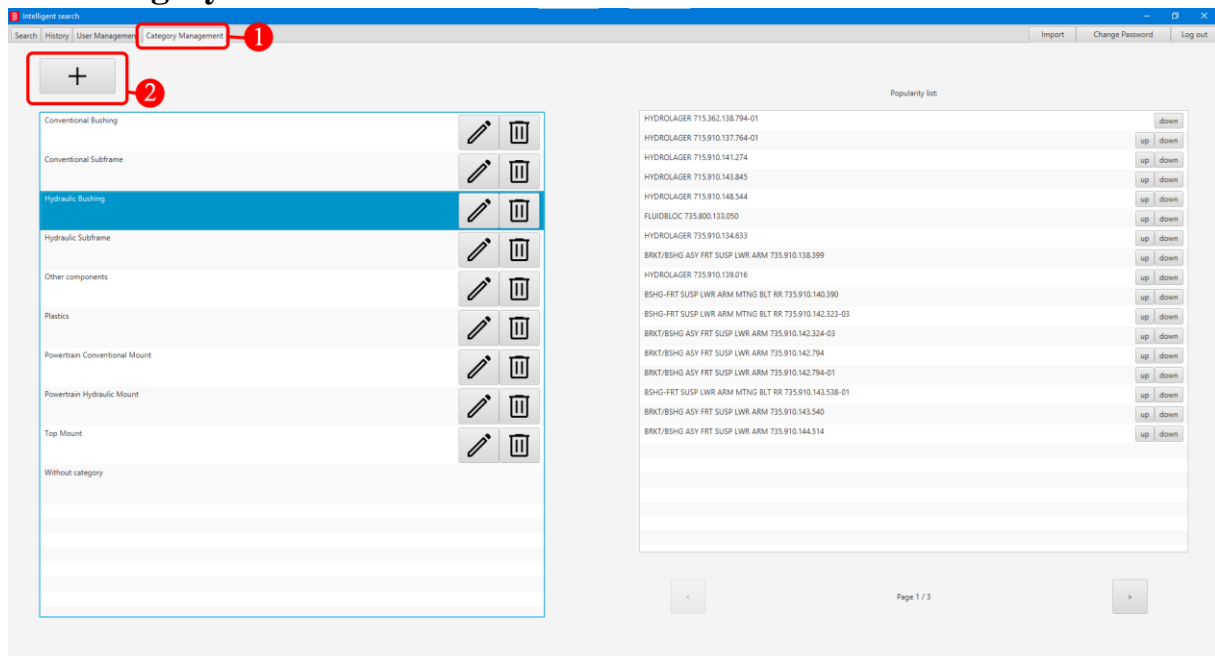 Intelligent search
Search History User Managemen Category Management Import Change Password Log out
1
2
+
Popularity list:
Conventional Bushing
Conventional Subframe
Hydraulic Bushing
Hydraulic Subframe
Other components
Plastics
Powertrain Conventional Mount
Powertrain Hydraulic Mount
Top Mount
Without category
HYDROLAGER 715.362.138.794-01 down
HYDROLAGER 715.910.137.764-01 up down
HYDROLAGER 715.910.141.274 up down
HYDROLAGER 715.910.143.845 up down
HYDROLAGER 715.910.148.544 up down
FLUIDBLOC 735.800.133.050 up down
HYDROLAGER 735.910.134.633 up down
BRKT/BSHG ASY FRT SUSP LWR ARM 735.910.138.399 up down
HYDROLAGER 735.910.139.016 up down
BSHG-FRT SUSP LWR ARM MTNG BLT RR 735.910.140.390 up down
BSHG-FRT SUSP LWR ARM MTNG BLT RR 735.910.142.323-03 up down
BRKT/BSHG ASY FRT SUSP LWR ARM 735.910.142.324-03 up down
BRKT/BSHG ASY FRT SUSP LWR ARM 735.910.142.794 up down
BRKT/BSHG ASY FRT SUSP LWR ARM 735.910.142.794-01 up down
BSHG-FRT SUSP LWR ARM MTNG BLT RR 735.910.143.538-01 up down
BRKT/BSHG ASY FRT SUSP LWR ARM 735.910.143.540 up down
BRKT/BSHG ASY FRT SUSP LWR ARM 735.910.144.514 up down
< Page 1 / 3 >